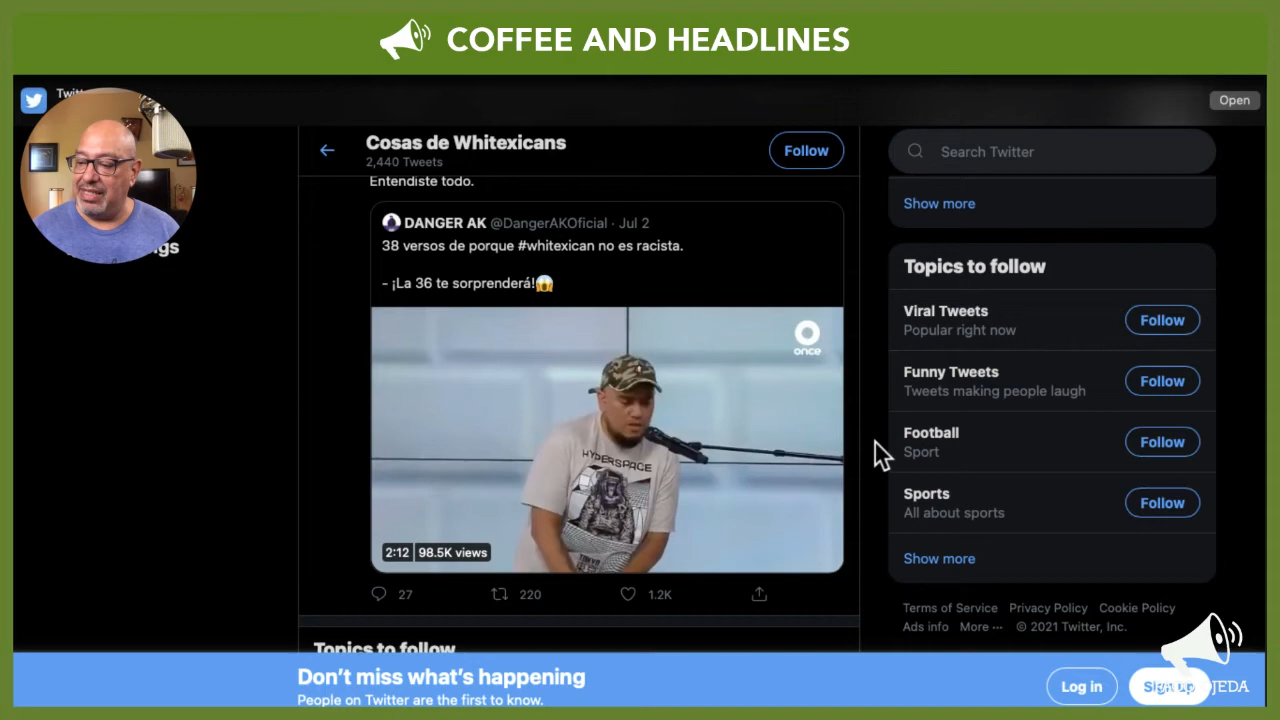 COFFEE AND HEADLINES
Open
Cosas de Whitexicans
2,440 Tweets
Follow
Search Twitter
Entendiste todo.
Show more
DANGER AK @DangerAKOficial · Jul 2
38 versos de porque #whitexican no es racista.
- ¡La 36 te sorprenderá!😱
once
HYPERSPACE
2:12 98.5K views
27
220
1.2K
Topics to follow
Topics to follow
Viral Tweets
Popular right now
Follow
Funny Tweets
Tweets making people laugh
Follow
Football
Sport
Follow
Sports
All about sports
Follow
Show more
Terms of Service Privacy Policy Cookie Policy
Ads info More ··· © 2021 Twitter, Inc.
Don't miss what's happening
People on Twitter are the first to know.
Log in
Sign up